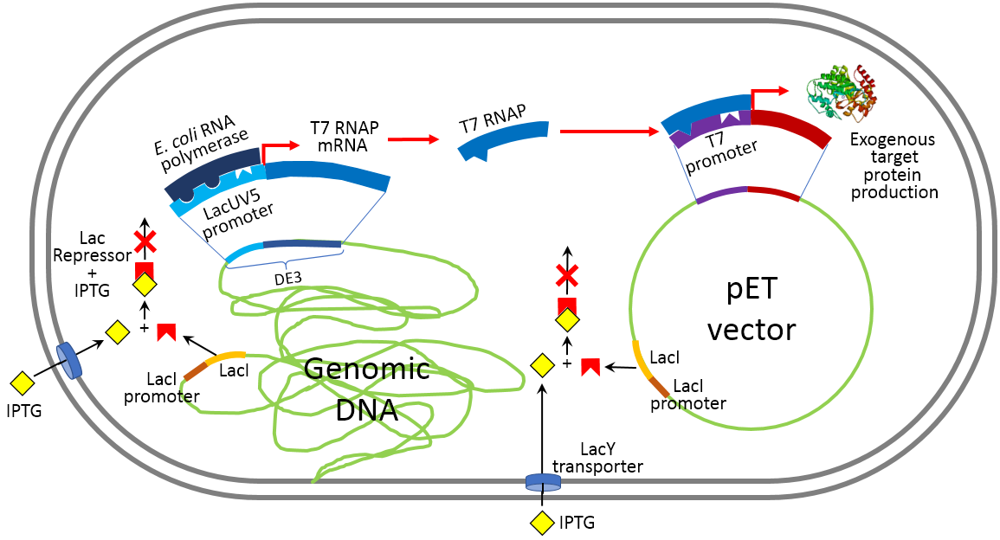 E. coli RNA
polymerase
T7 RNAP
mRNA
T7 RNAP
T7
promoter
Exogenous
target
protein
production
LacUV5
promoter
Lac
Repressor
+
IPTG
DE3
+
LacI
LacI
promoter
IPTG
Genomic
DNA
pET
vector
+
LacI
LacI
promoter
LacY
transporter
IPTG